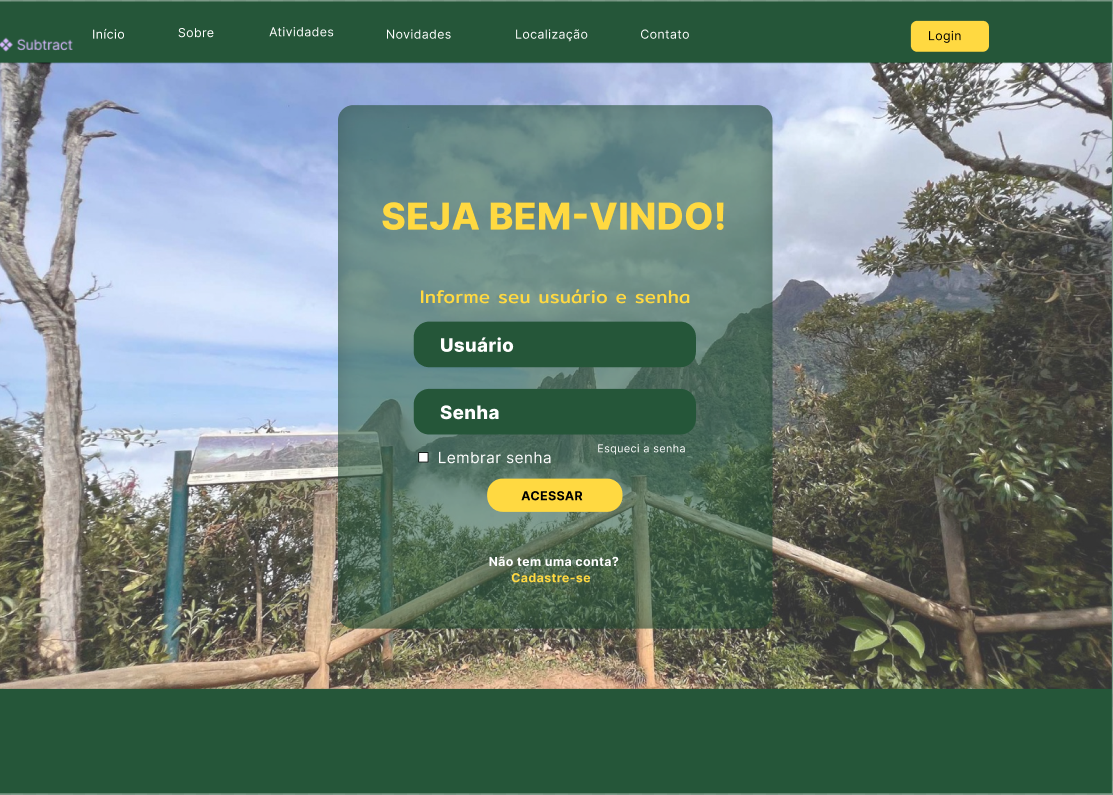 Subtract
Início
Sobre
Atividades
Novidades
Localização
Contato
Login
SEJA BEM-VINDO!
Informe seu usuário e senha
Usuário
Senha
Esqueci a senha
Lembrar senha
ACESSAR
Não tem uma conta?
Cadastre-se